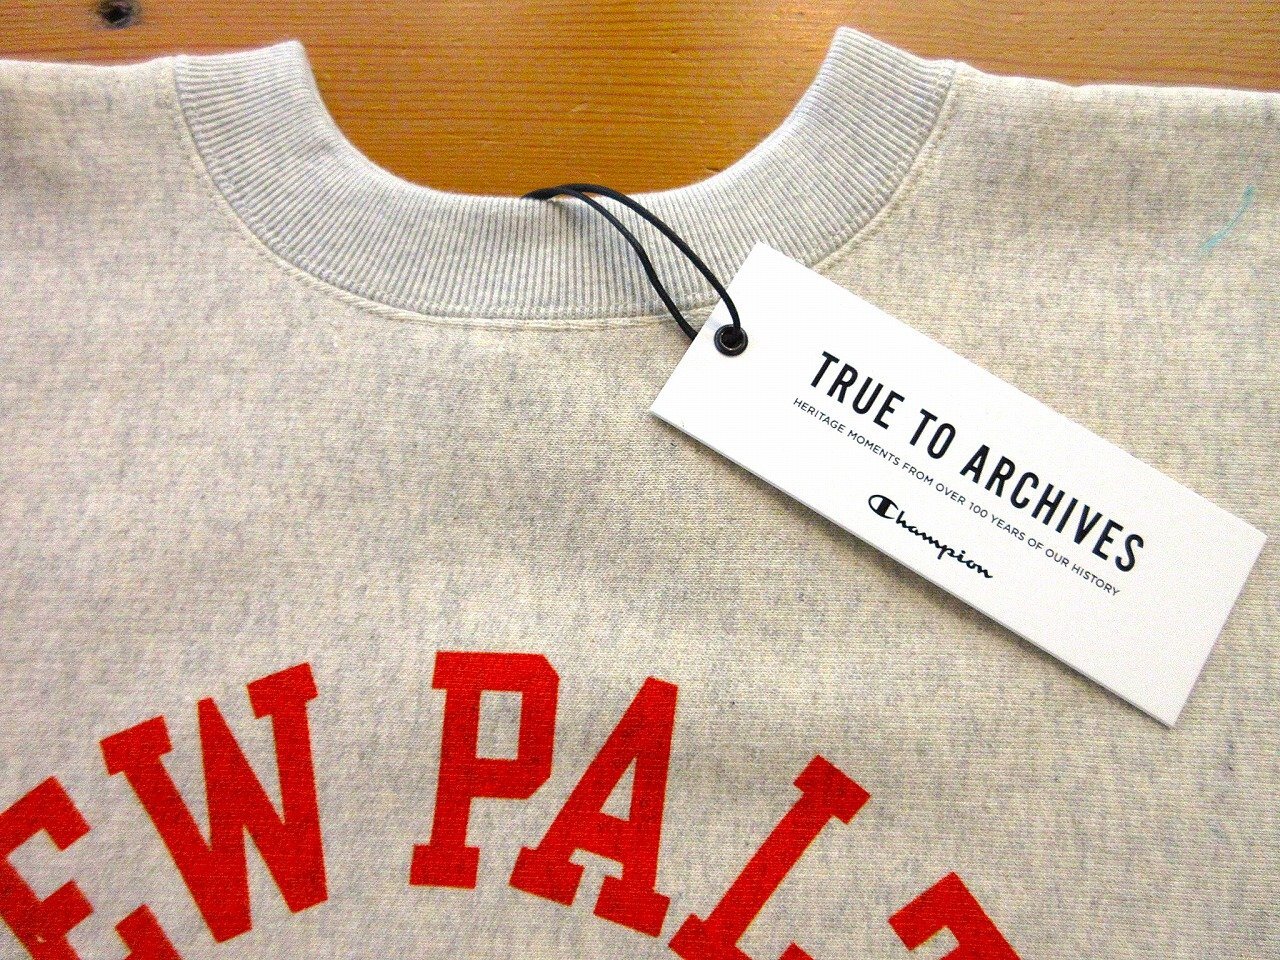 TRUE TO ARCHIVES
HERITAGE MOMENTS FROM OVER 100 YEARS OF OUR HISTORY
Champion
EW PAL